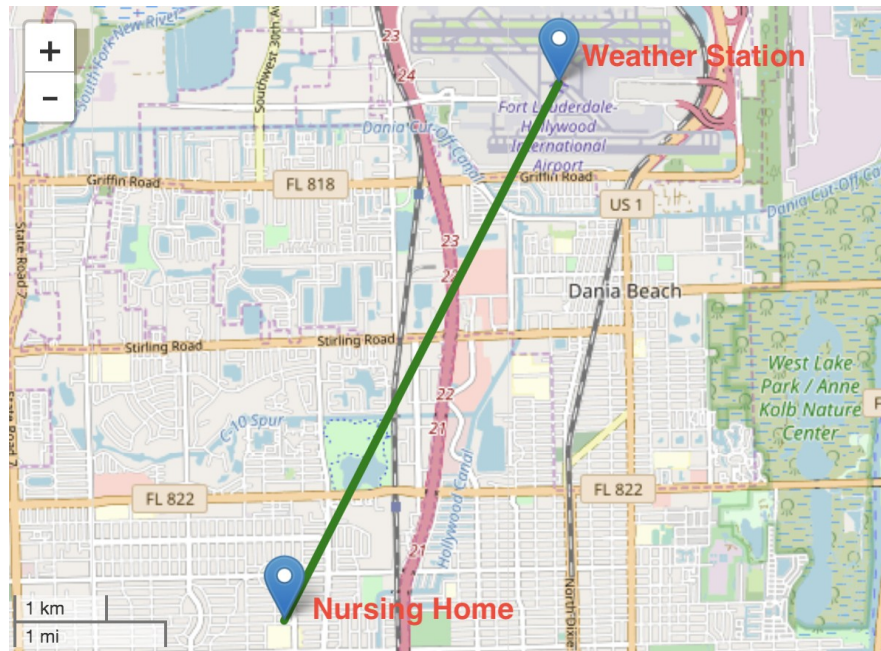 +
-
South Fork New River
Southwest 30th Av
23
24
Weather Station
Fort Lauderdale-
Hollywood
International
Airport
Dania Cut-Off Canal
Griffin Road
FL 818
Griffin Road
US 1
Dania Cut-Off Ca
State Road 7
23
22
Dania Beach
Stirling Road
Stirling Road
West Lake
Park / Anne
Kolb Nature
Center
22
21
C-10 Spur
FL 822
FL 822
Hollywood Canal
21
21
North Dixie
Nursing Home
1 km
1 mi